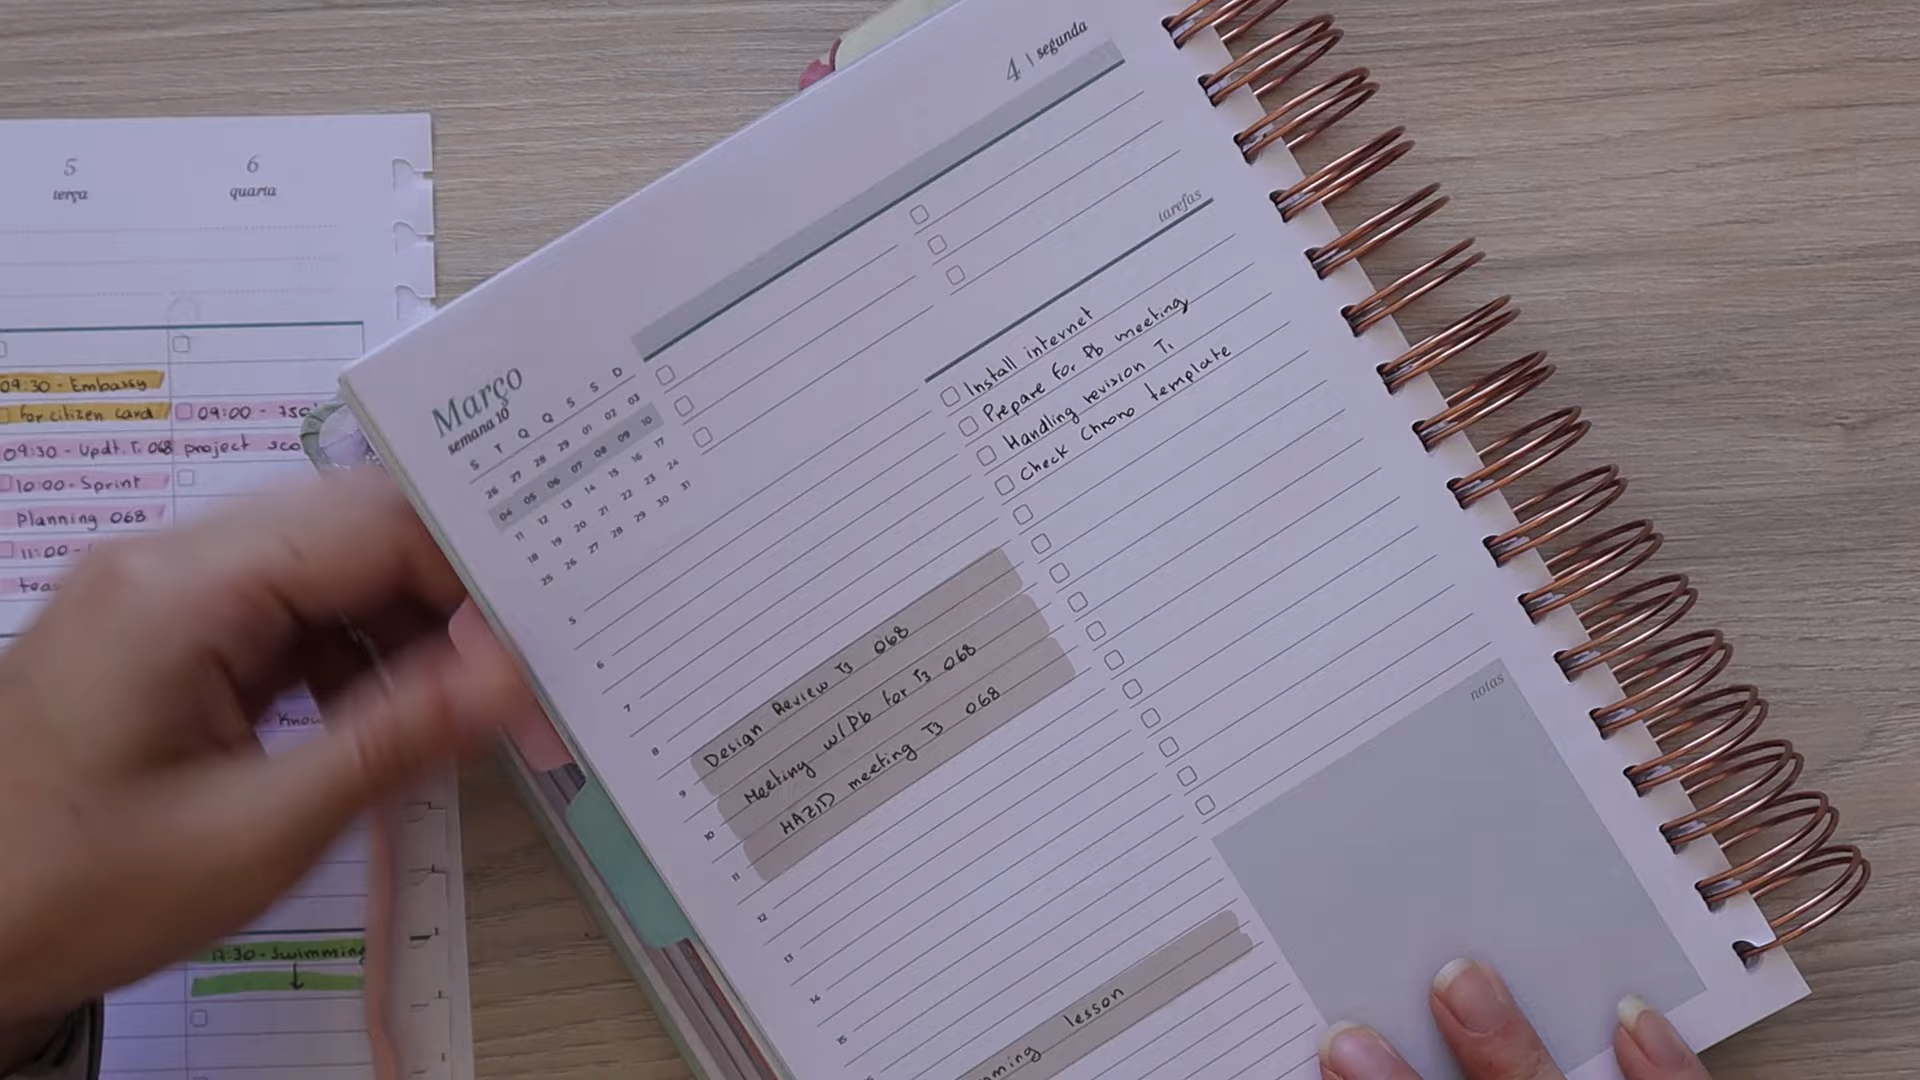 5
terça
6
quarta
09:30 - Embassy
for citizen card
09:00 -
09:30 - Updt. T. 068 project
10:00 - Sprint
Planning 068
11:00 -
17:30 - Swimming
4 | segunda
Março
semana 10
S T Q Q S S D
26 27 28 29 01 02 03
04 05 06 07 08 09 10
11 12 13 14 15 16 17
18 19 20 21 22 23 24
25 26 27 28 29 30 31
tarefas
Install internet
Prepare for Pb meeting
Handling revision T1
Check Chrono template
5
6
7
8
Design Review T3 068
9
Meeting w/ Pb for T3 068
10
HAZID meeting T3 068
11
12
13
14
15
lesson
notas